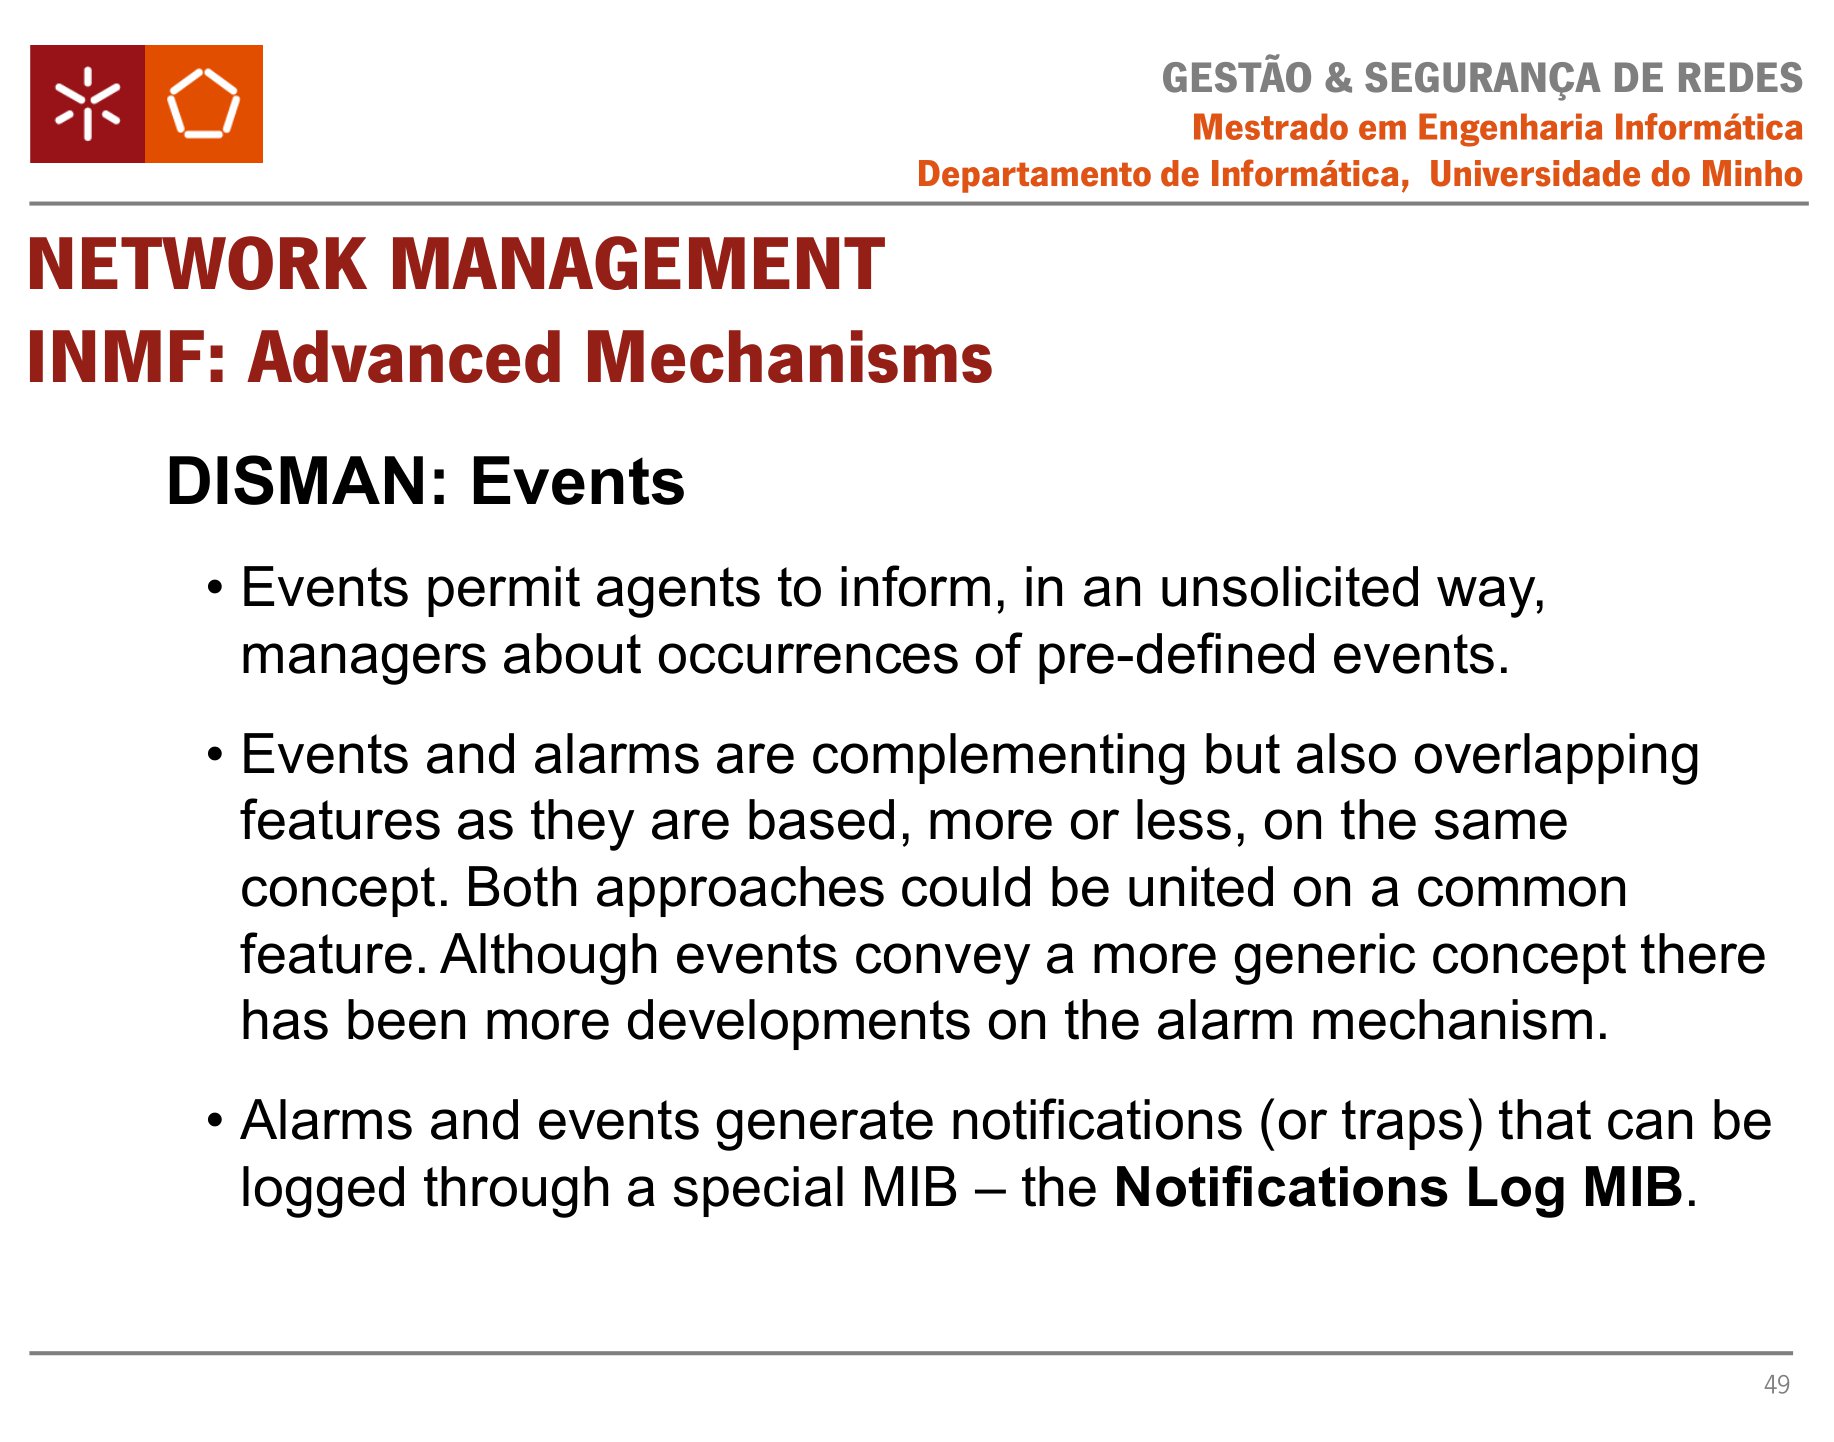 GESTÃO & SEGURANÇA DE REDES
Mestrado em Engenharia Informática
Departamento de Informática, Universidade do Minho
NETWORK MANAGEMENT
INMF: Advanced Mechanisms
DISMAN: Events
• Events permit agents to inform, in an unsolicited way,
managers about occurrences of pre-defined events.
• Events and alarms are complementing but also overlapping
features as they are based, more or less, on the same
concept. Both approaches could be united on a common
feature. Although events convey a more generic concept there
has been more developments on the alarm mechanism.
• Alarms and events generate notifications (or traps) that can be
logged through a special MIB – the Notifications Log MIB.
49